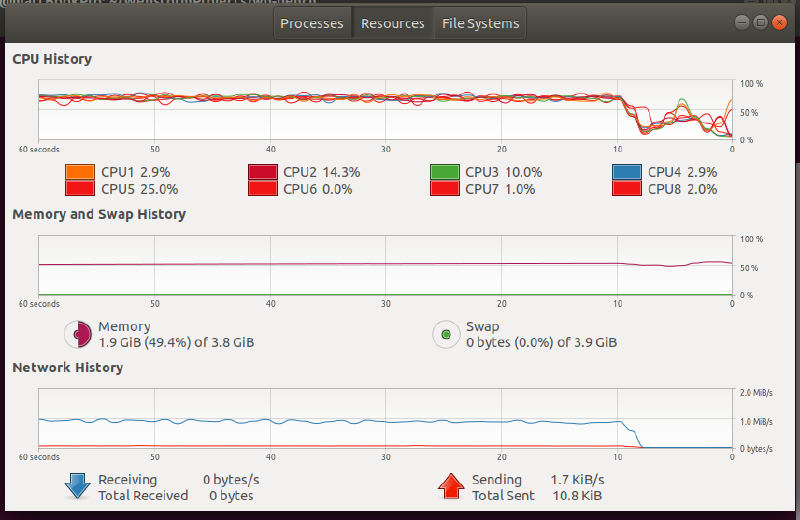 Processes Resources File Systems
CPU History
100 %
50 %
0 %
60 seconds 50 40 30 20 10 0
CPU1 2.9% CPU2 14.3% CPU3 10.0% CPU4 2.9%
CPU5 25.0% CPU6 0.0% CPU7 1.0% CPU8 2.0%
Memory and Swap History
100 %
50 %
0 %
60 seconds 50 40 30 20 10 0
Memory Swap
1.9 GiB (49.4%) of 3.8 GiB 0 bytes (0.0%) of 3.9 GiB
Network History
2.0 MiB/s
1.0 MiB/s
0 bytes/s
60 seconds 50 40 30 20 10 0
Receiving 0 bytes/s Sending 1.7 KiB/s
Total Received 0 bytes Total Sent 10.8 KiB